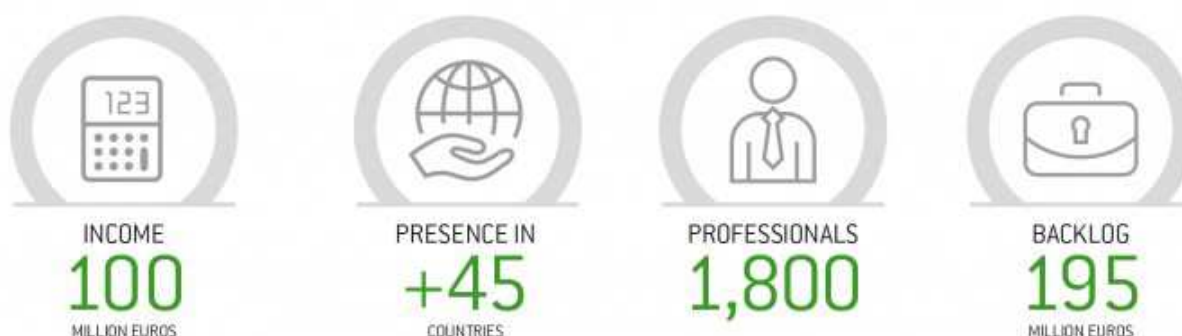 123
INCOME
100
MILLION EUROS
PRESENCE IN
+45
COUNTRIES
PROFESSIONALS
1,800
BACKLOG
195
MILLION EUROS